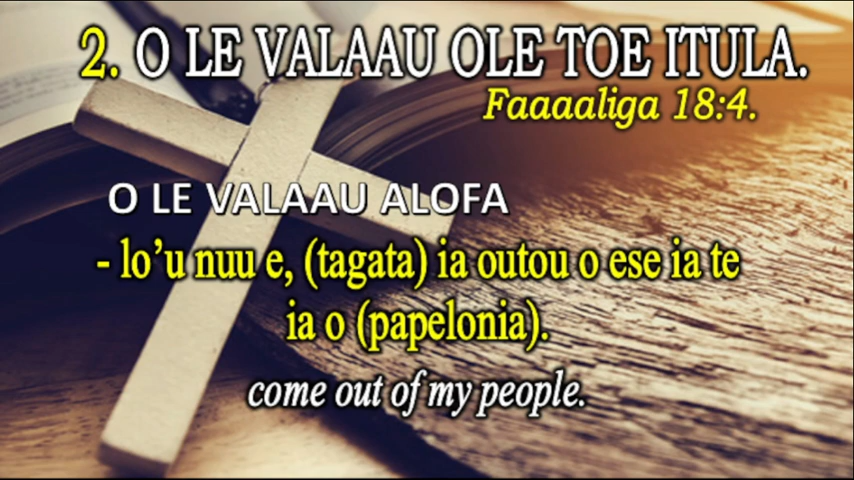 2. O LE VALAAU OLE TOE ITULA.
Faaaaliga 18:4.
O LE VALAAU ALOFA
- lo’u nuu e, (tagata) ia outou o ese ia te
ia o (papelonia).
come out of my people.